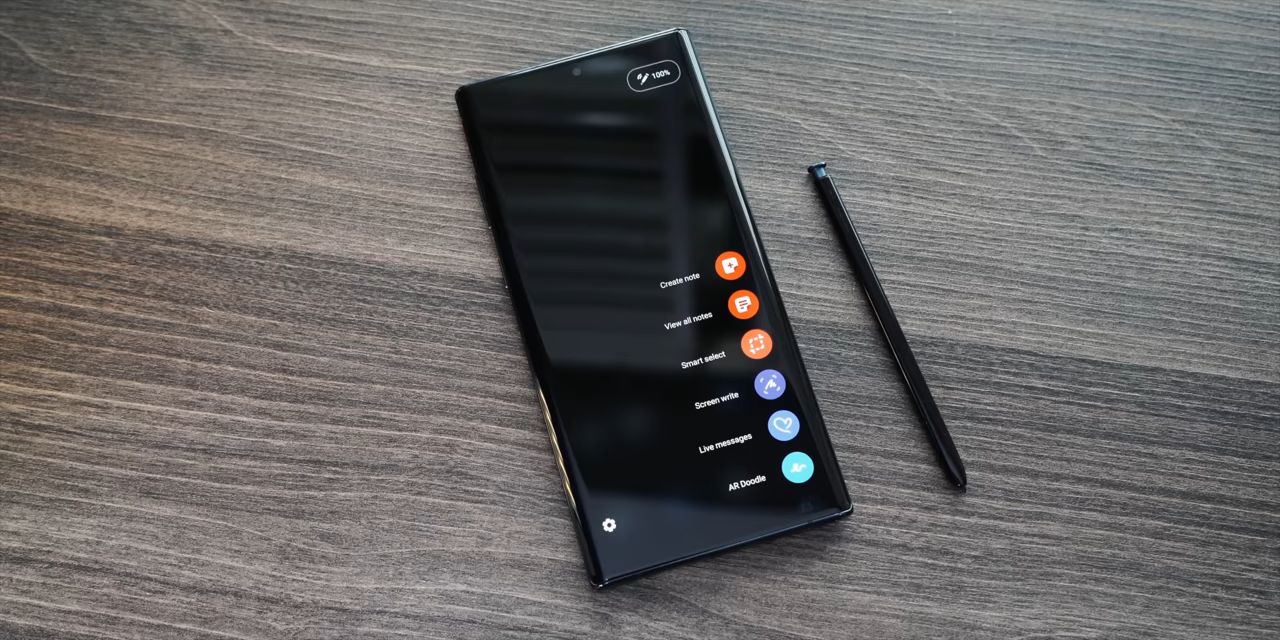 100%
Create note
View all notes
Smart select
Screen write
Live messages
AR Doodle